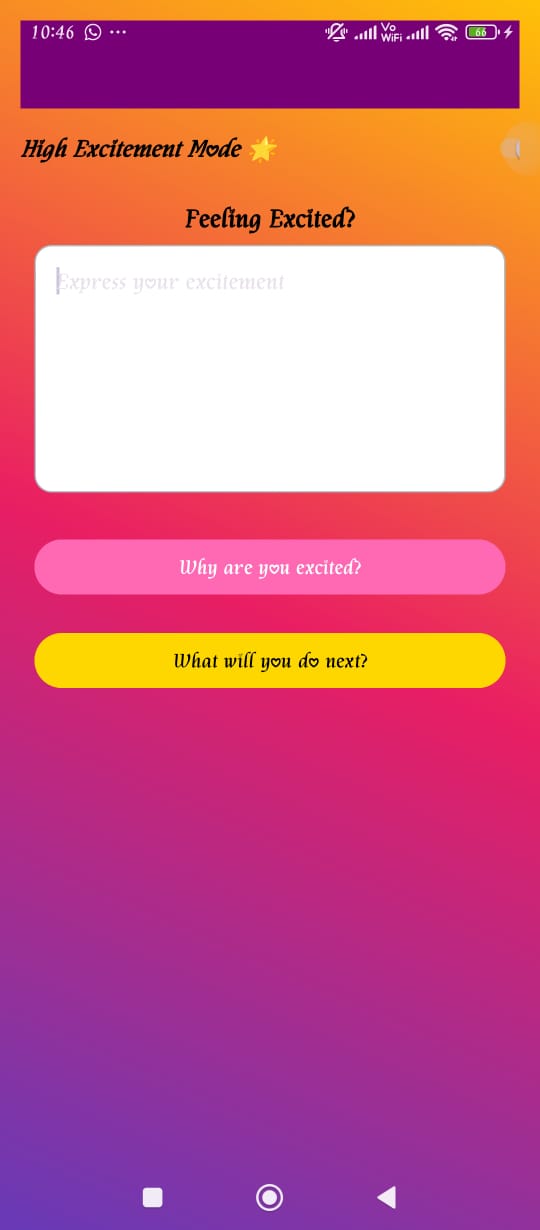 10:46
Vo
WiFi
66
High Excitement Mode 🌟
Feeling Excited?
Express your excitement
Why are you excited?
What will you do next?